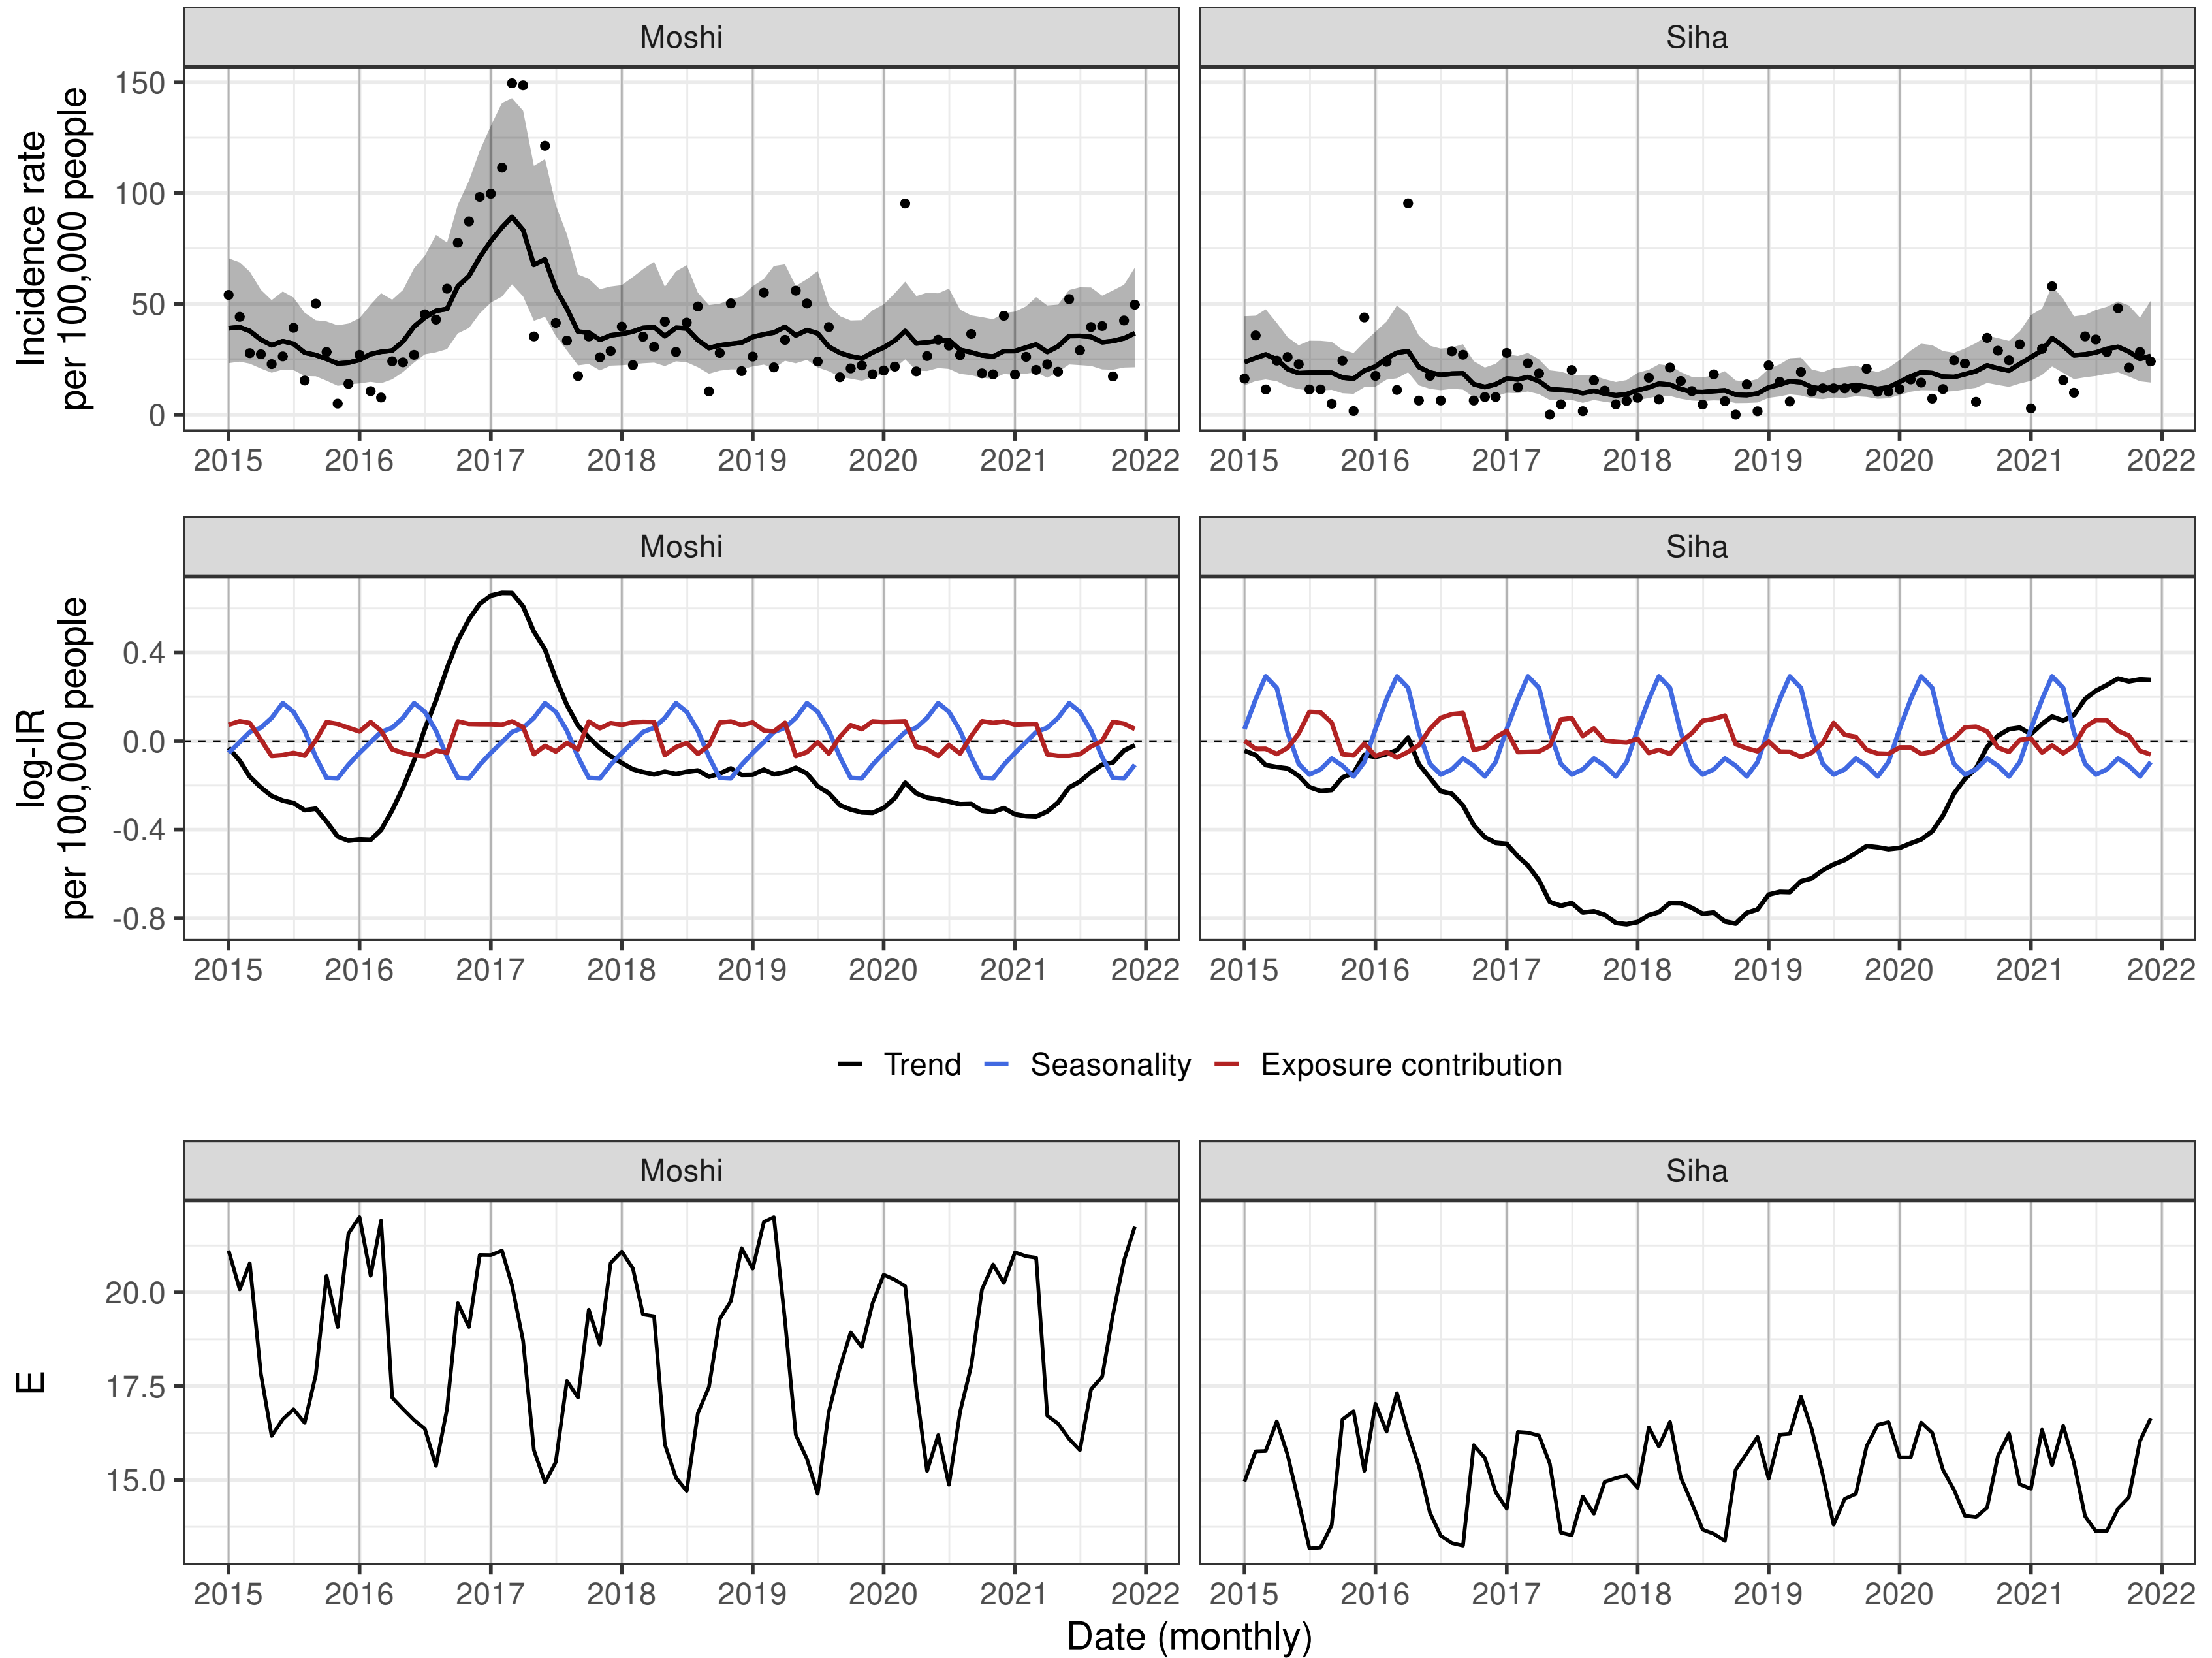 Moshi Siha
Incidence rate
per 100,000 people
150
100
50
0
2015 2016 2017 2018 2019 2020 2021 2022 2015 2016 2017 2018 2019 2020 2021 2022
Moshi Siha
log-IR
per 100,000 people
0.4
0.0
-0.4
-0.8
2015 2016 2017 2018 2019 2020 2021 2022 2015 2016 2017 2018 2019 2020 2021 2022
Trend Seasonality Exposure contribution
Moshi Siha
E
20.0
17.5
15.0
2015 2016 2017 2018 2019 2020 2021 2022 2015 2016 2017 2018 2019 2020 2021 2022
Date (monthly)